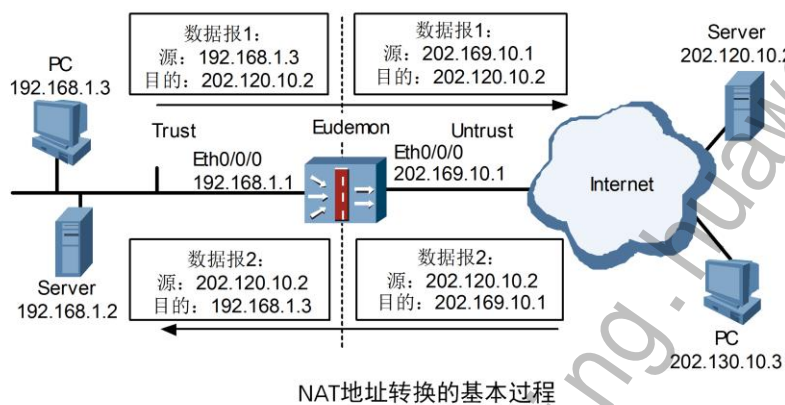 数据报1:
源: 192.168.1.3
目的: 202.120.10.2
数据报1:
源: 202.169.10.1
目的: 202.120.10.2
Server
202.120.10.2
PC
192.168.1.3
Trust
Eudemon
Untrust
Eth0/0/0
192.168.1.1
Eth0/0/0
202.169.10.1
Internet
Server
192.168.1.2
数据报2:
源: 202.120.10.2
目的: 192.168.1.3
数据报2:
源: 202.120.10.2
目的: 202.169.10.1
PC
202.130.10.3
NAT地址转换的基本过程